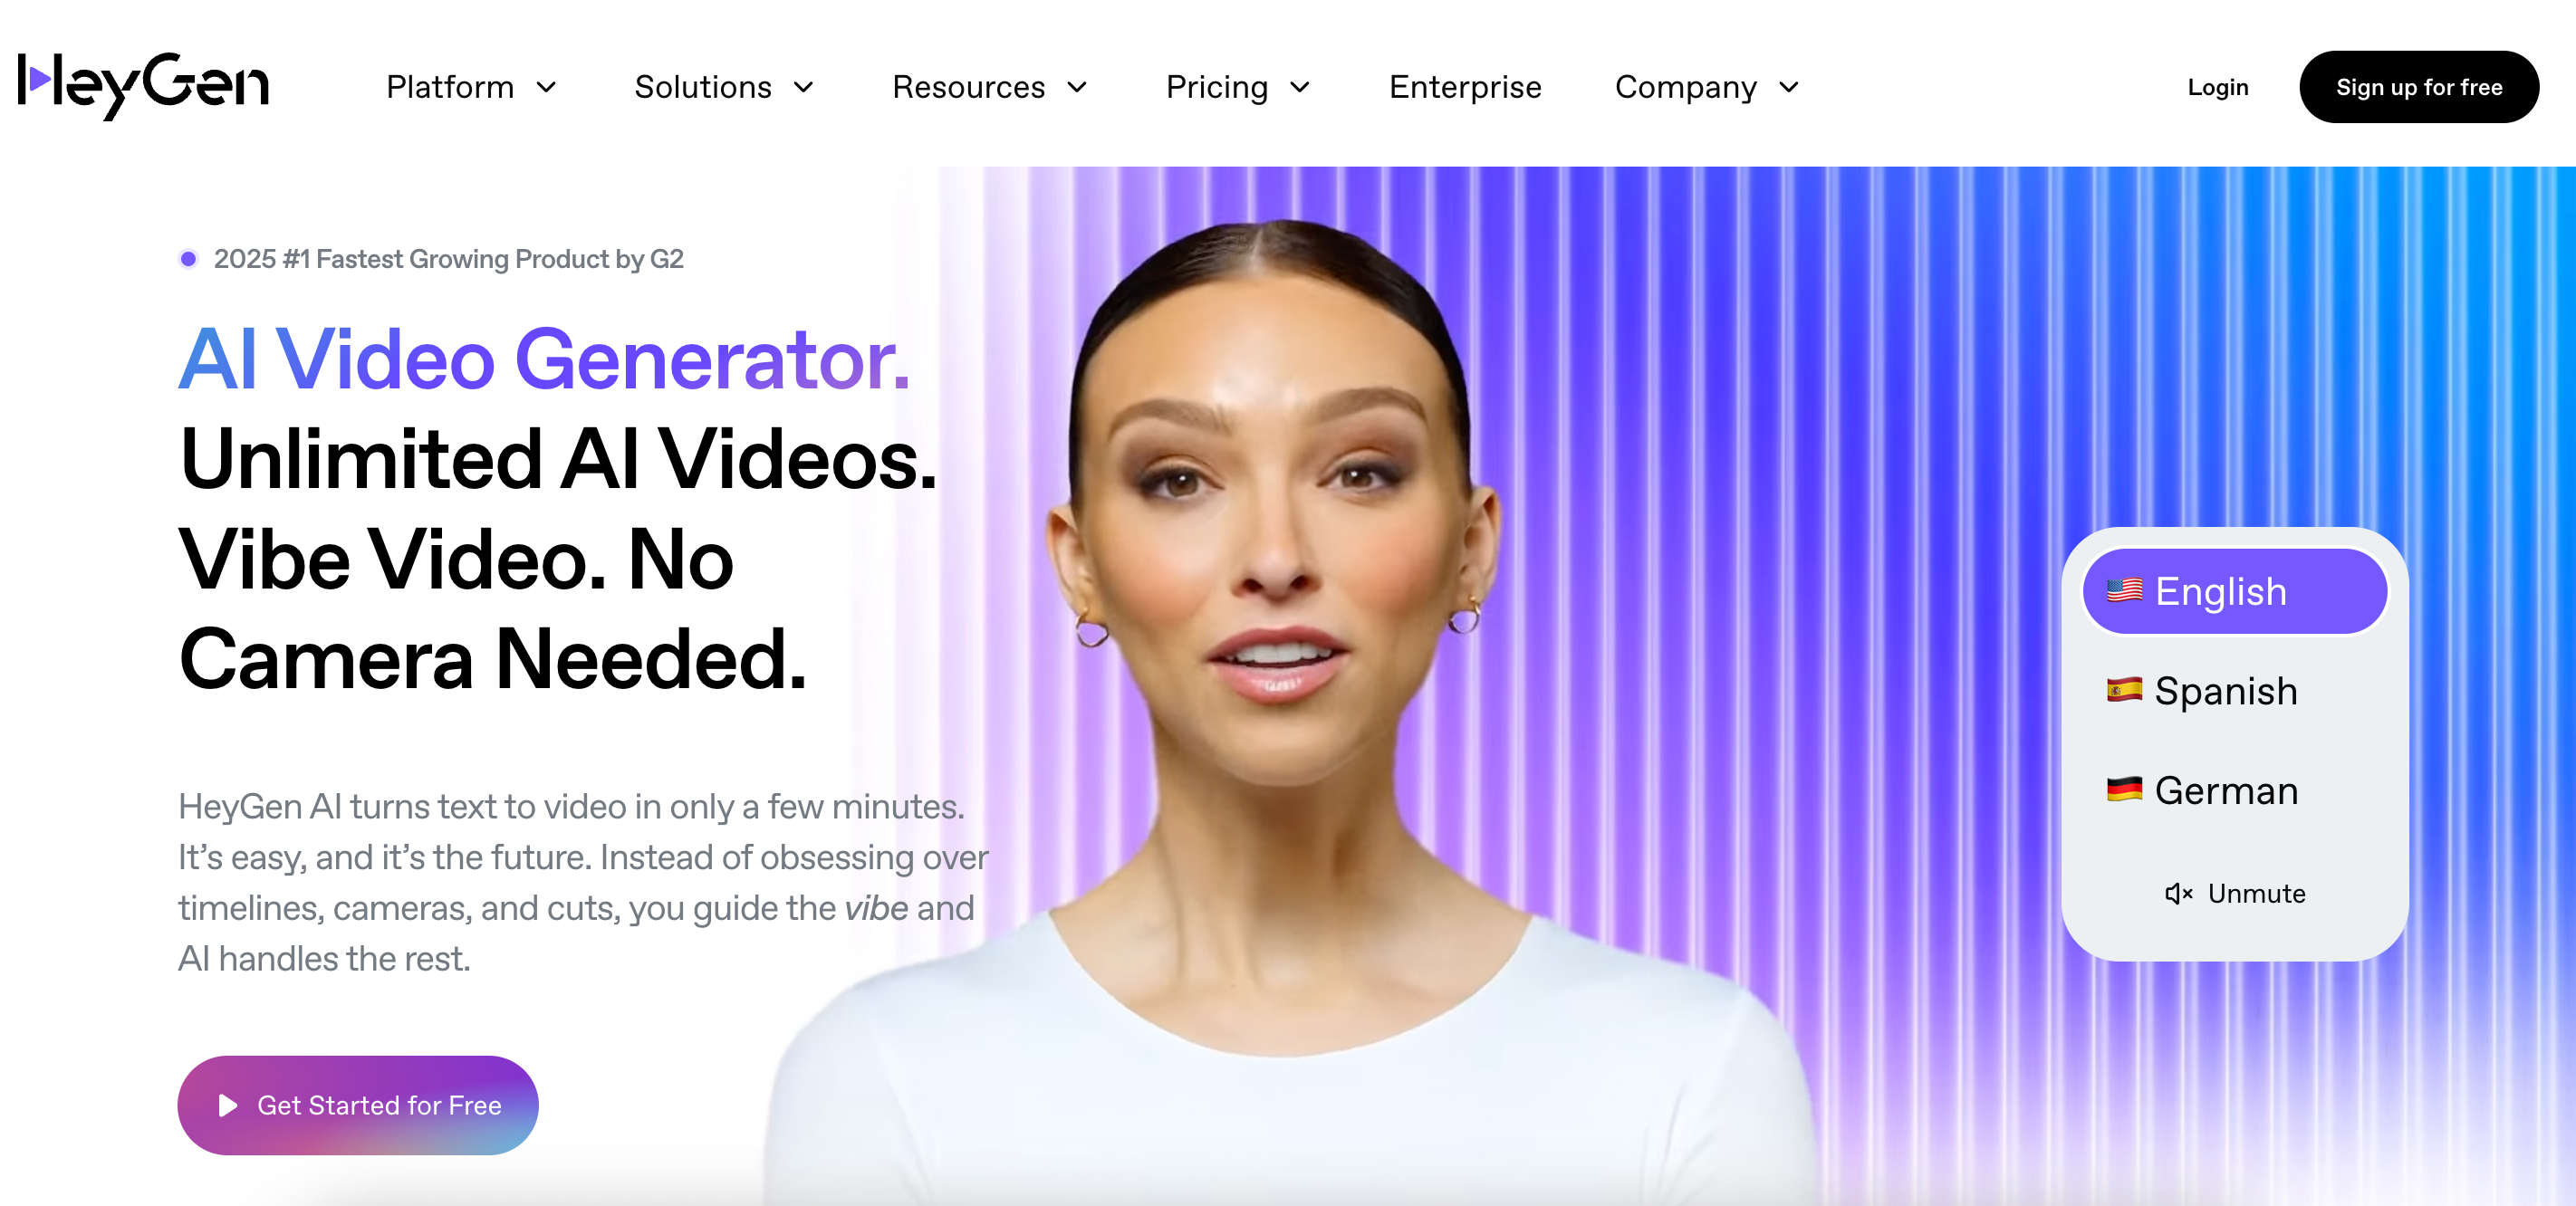 HeyGen
Platform
Solutions
Resources
Pricing
Enterprise
Company
Login
Sign up for free
2025 #1 Fastest Growing Product by G2
AI Video Generator.
Unlimited AI Videos.
Vibe Video. No
Camera Needed.
HeyGen AI turns text to video in only a few minutes.
It’s easy, and it’s the future. Instead of obsessing over
timelines, cameras, and cuts, you guide the vibe and
AI handles the rest.
Get Started for Free
English
Spanish
German
Unmute